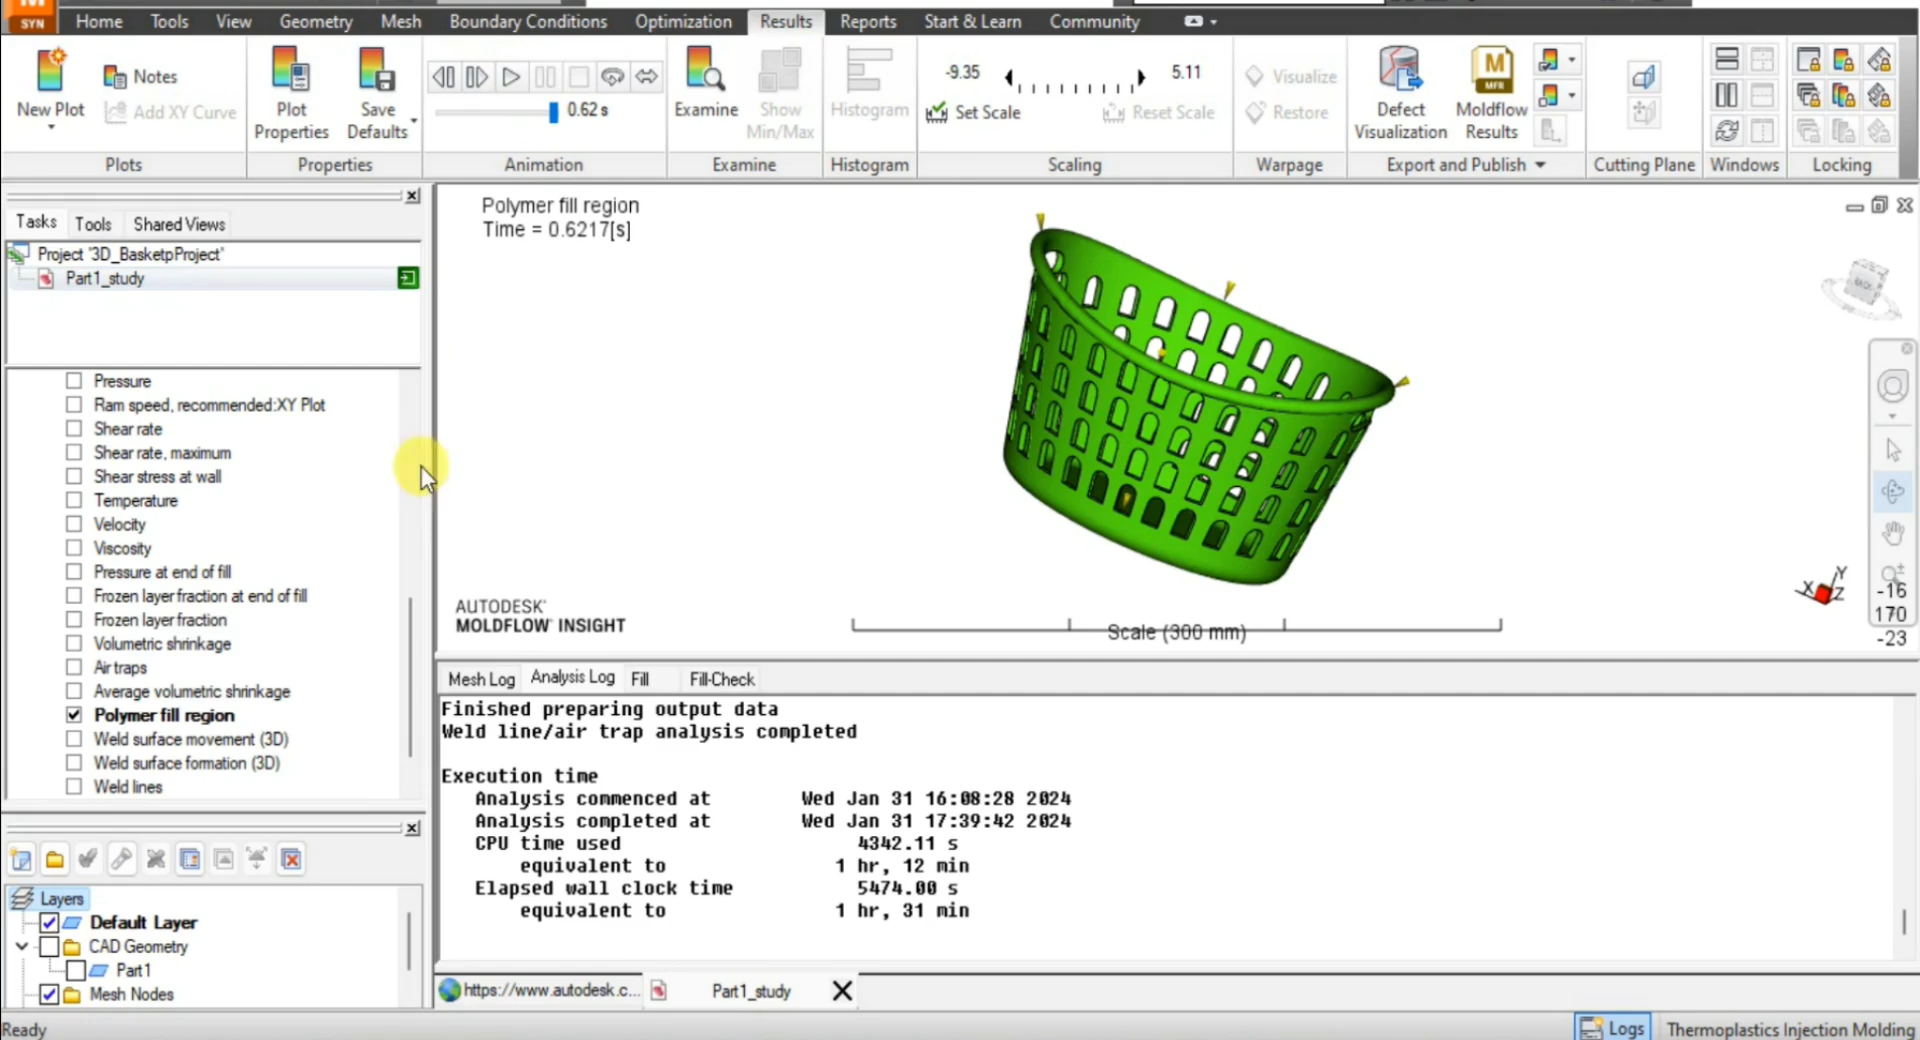 SYN
Home Tools View Geometry Mesh Boundary Conditions Optimization Results Reports Start & Learn Community
New Plot
Notes
Add XY Curve
Plots
Plot
Properties
Save
Defaults
Properties
0.62 s
Animation
Examine
Show
Min/Max
Examine
Histogram
Histogram
-9.35
5.11
Set Scale
Reset Scale
Scaling
Visualize
Restore
Warpage
Defect
Visualization
M
MFR
Moldflow
Results
Export and Publish
Cutting Plane
Windows
Locking
Tasks Tools Shared Views
Project "3D_BasketpProject"
Part1_study
Pressure
Ram speed, recommended:XY Plot
Shear rate
Shear rate, maximum
Shear stress at wall
Temperature
Velocity
Viscosity
Pressure at end of fill
Frozen layer fraction at end of fill
Frozen layer fraction
Volumetric shrinkage
Air traps
Average volumetric shrinkage
Polymer fill region
Weld surface movement (3D)
Weld surface formation (3D)
Weld lines
Layers
Default Layer
CAD Geometry
Part1
Mesh Nodes
Polymer fill region
Time = 0.6217[s]
BACK
AUTODESK
MOLDFLOW INSIGHT
Scale (300 mm)
X Y Z
-16
170
-23
Mesh Log Analysis Log Fill Fill-Check
Finished preparing output data
Weld line/air trap analysis completed
Execution time
Analysis commenced at Wed Jan 31 16:08:28 2024
Analysis completed at Wed Jan 31 17:39:42 2024
CPU time used 4342.11 s
equivalent to 1 hr, 12 min
Elapsed wall clock time 5474.00 s
equivalent to 1 hr, 31 min
https://www.autodesk.c...
Part1_study
Ready
Logs
Thermoplastics Injection Molding